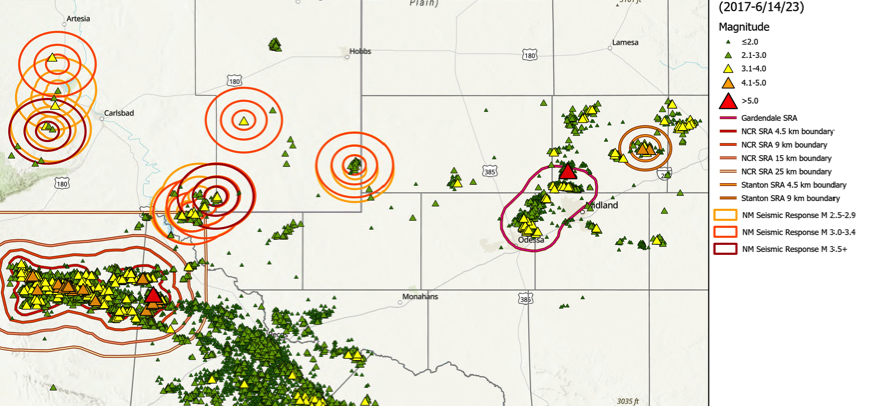 Plain)
Artesia
Hobbs
180
180
Lamesa
Carlsbad
180
385
Midland
Odessa
Monahans
385
3035 ft
(2017-6/14/23)
Magnitude
≤2.0
2.1-3.0
3.1-4.0
4.1-5.0
>5.0
Gardendale SRA
NCR SRA 4.5 km boundary
NCR SRA 9 km boundary
NCR SRA 15 km boundary
NCR SRA 25 km boundary
Stanton SRA 4.5 km boundary
Stanton SRA 9 km boundary
NM Seismic Response M 2.5-2.9
NM Seismic Response M 3.0-3.4
NM Seismic Response M 3.5+